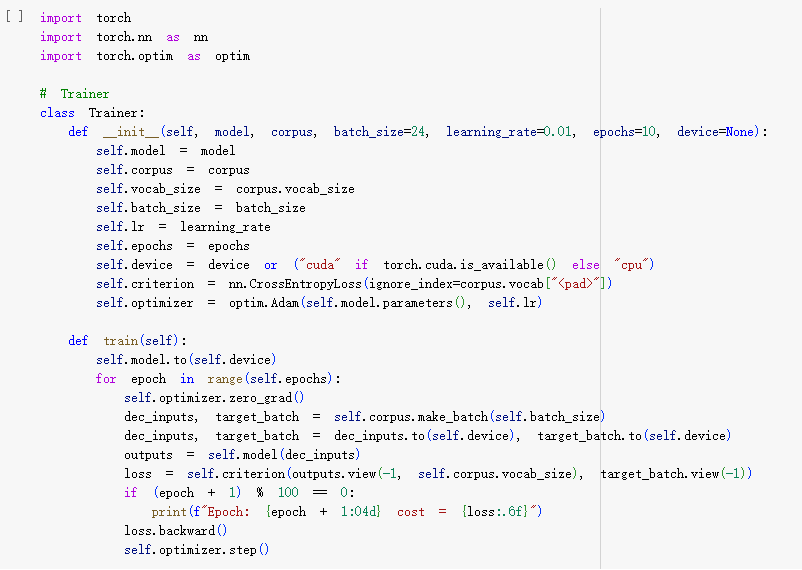 [ ] import torch
import torch.nn as nn
import torch.optim as optim
# Trainer
class Trainer:
def __init__(self, model, corpus, batch_size=24, learning_rate=0.01, epochs=10, device=None):
self.model = model
self.corpus = corpus
self.vocab_size = corpus.vocab_size
self.batch_size = batch_size
self.lr = learning_rate
self.epochs = epochs
self.device = device or ("cuda" if torch.cuda.is_available() else "cpu")
self.criterion = nn.CrossEntropyLoss(ignore_index=corpus.vocab["<pad>"])
self.optimizer = optim.Adam(self.model.parameters(), self.lr)
def train(self):
self.model.to(self.device)
for epoch in range(self.epochs):
self.optimizer.zero_grad()
dec_inputs, target_batch = self.corpus.make_batch(self.batch_size)
dec_inputs, target_batch = dec_inputs.to(self.device), target_batch.to(self.device)
outputs = self.model(dec_inputs)
loss = self.criterion(outputs.view(-1, self.corpus.vocab_size), target_batch.view(-1))
if (epoch + 1) % 100 == 0:
print(f"Epoch: {epoch + 1:04d} cost = {loss:.6f}")
loss.backward()
self.optimizer.step()